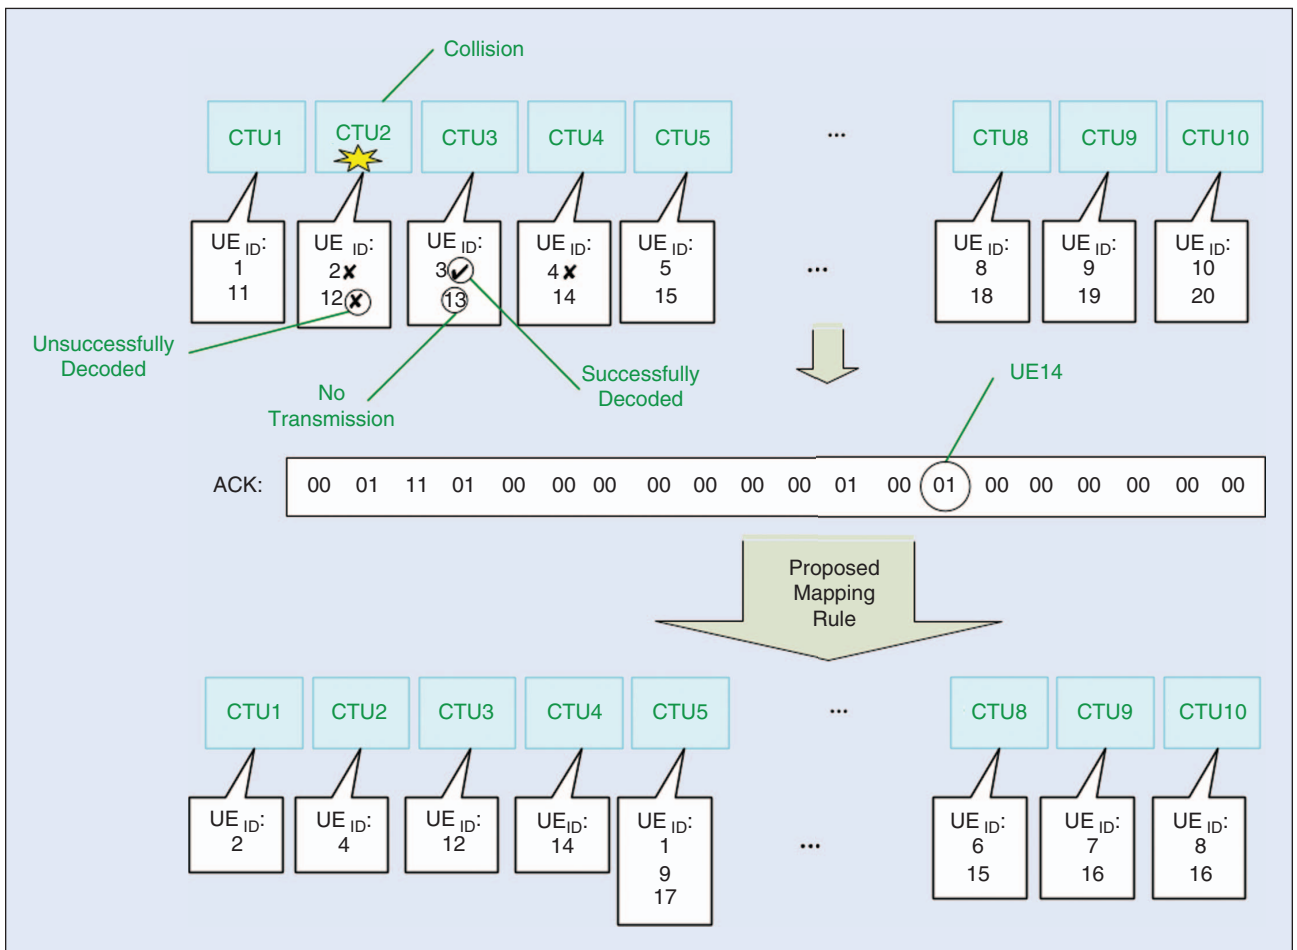 Collision
CTU1 CTU2 CTU3 CTU4 CTU5 ... CTU8 CTU9 CTU10
UE ID: UE ID: UE ID: UE ID: UE ID: UE ID: UE ID: UE ID:
1 2✘ 3✔ 4✘ 5 ... 8 9 10
11 12✘ 13 14 15 18 19 20
Unsuccessfully
Decoded
No
Transmission
Successfully
Decoded
UE14
ACK: 00 01 11 01 00 00 00 00 00 00 00 01 00 01 00 00 00 00 00 00
Proposed
Mapping
Rule
CTU1 CTU2 CTU3 CTU4 CTU5 ... CTU8 CTU9 CTU10
UE ID: UE ID: UE ID: UEID: UE ID: UE ID: UE ID: UE ID:
2 4 12 14 1 ... 6 7 8
9 15 16 16
17